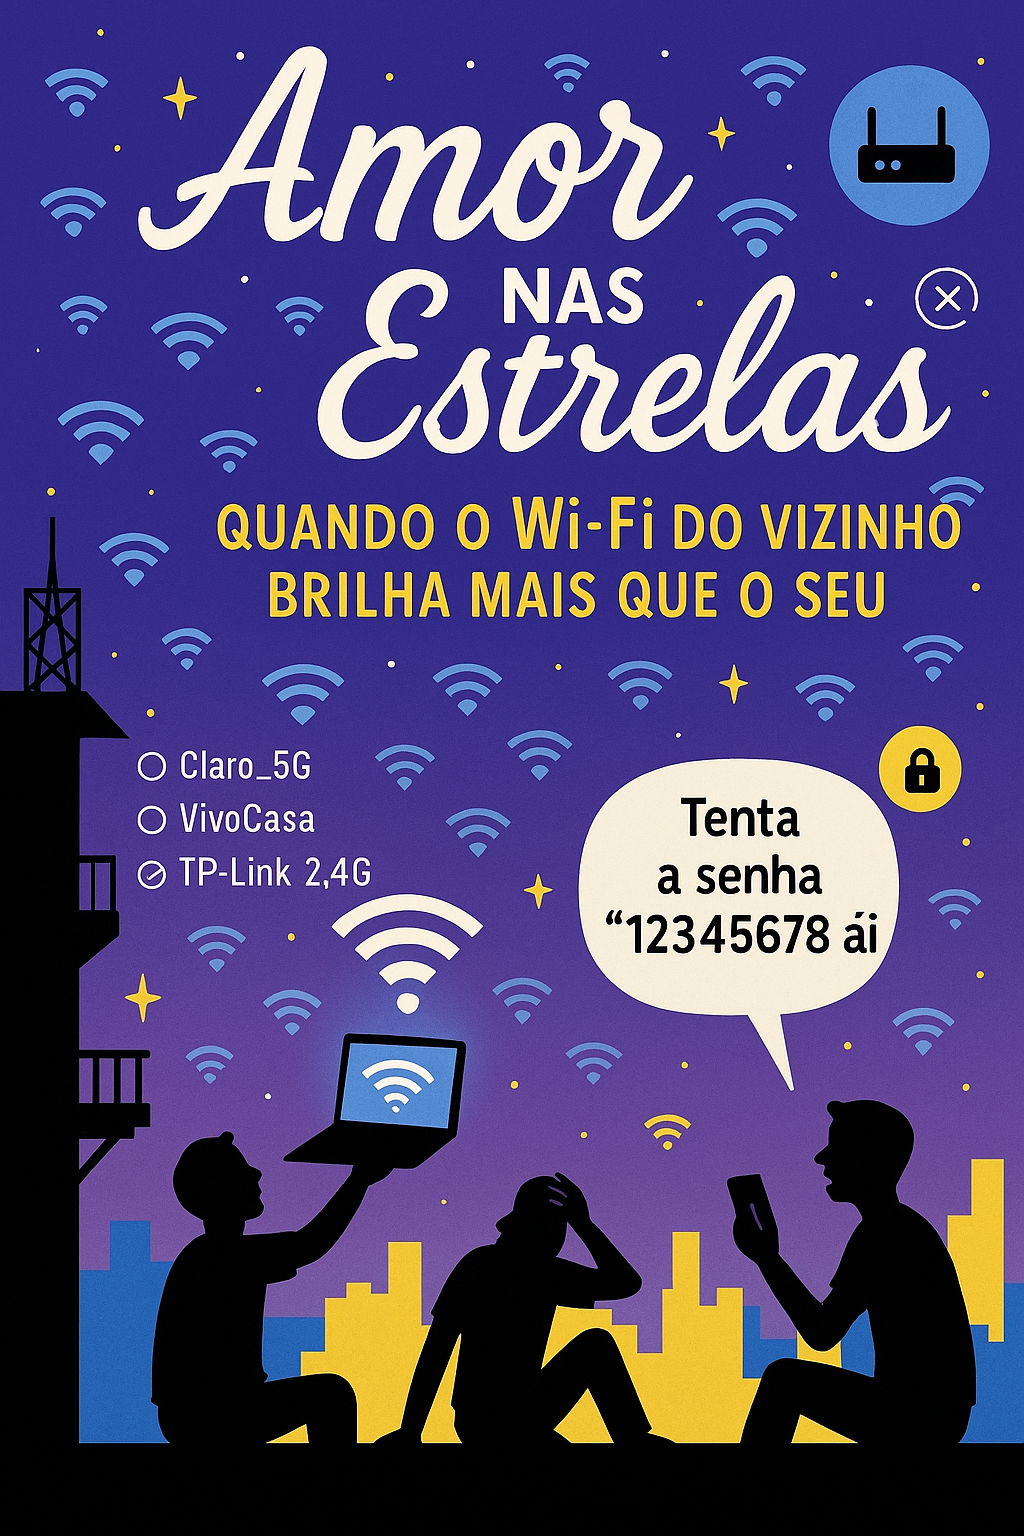 Amor
NAS
Estrelas
QUANDO O Wi-Fi DO VIZINHO
BRILHA MAIS QUE O SEU
Claro_5G
VivoCasa
TP-Link 2,4G
Tenta
a senha
“12345678 ái